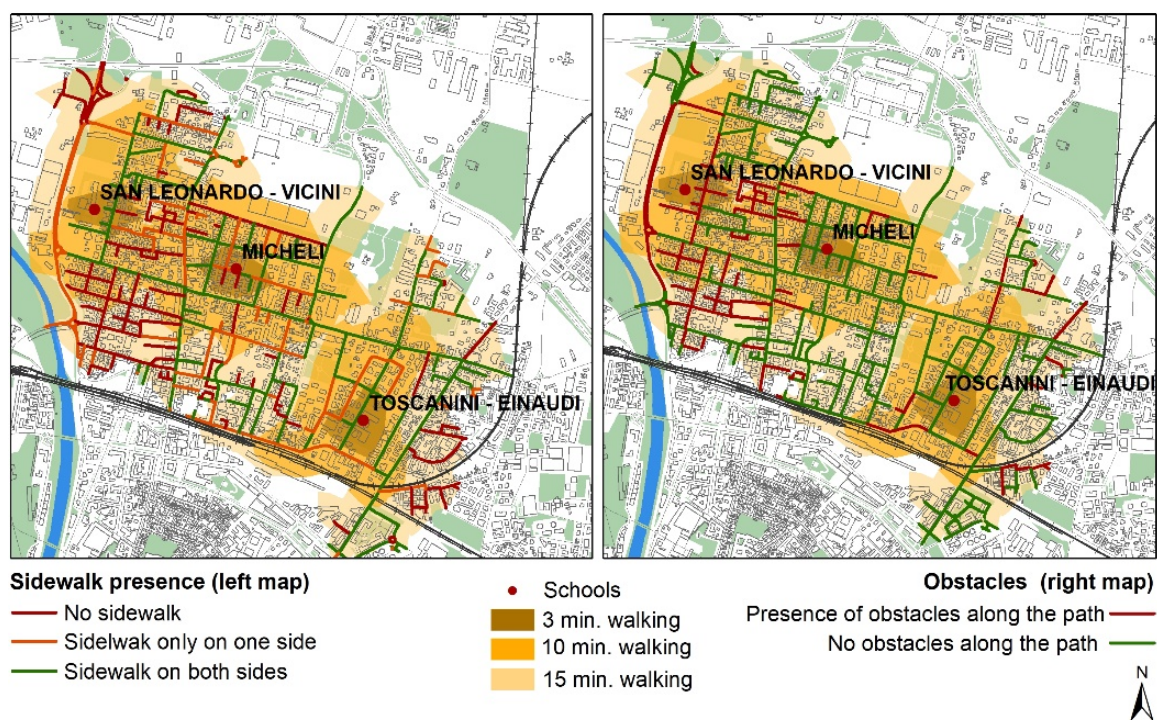 SAN LEONARDO - VICINI
MICHELI
TOSCANINI - EINAUDI
SAN LEONARDO - VICINI
MICHELI
TOSCANINI - EINAUDI
Sidewalk presence (left map)
No sidewalk
Sidelwak only on one side
Sidewalk on both sides
Schools
3 min. walking
10 min. walking
15 min. walking
Obstacles (right map)
Presence of obstacles along the path
No obstacles along the path
N